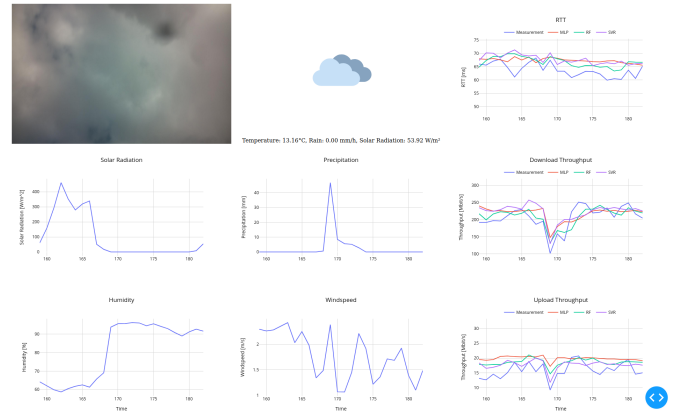 RTT
Measurement MLP RF SVR
75
70
65
60
55
50
RTT [ms]
160 165 170 175 180 185
Temperature: 13.16°C, Rain: 0.00 mm/h, Solar Radiation: 53.92 W/m²
Solar Radiation
400
300
200
100
0
Solar Radiation [W/m^2]
160 170 180
Precipitation
40
30
20
10
0
Precipitation [mm]
160 165 170 175 180
Download Throughput
Measurement MLP RF SVR
300
250
200
150
100
Throughput [Mbit/s]
160 165 170 175 180 185
Humidity
90
80
70
60
Humidity [%]
160 170 180
Time
Windspeed
2
1.5
1
Windspeed [m/s]
160 165 170 175 180
Time
Upload Throughput
Measurement MLP RF SVR
30
25
20
15
10
Throughput [Mbit/s]
160 165 170 175 180 185
Time